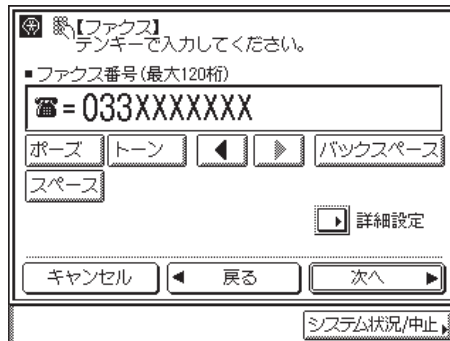 【ファクス】
テンキーで入力してください。
■ファクス番号(最大120桁)
=033XXXXXXX
ポーズ トーン ◀ ▶ バックスペース
スペース
▶ 詳細設定
キャンセル ◀ 戻る 次へ ▶
システム状況/中止▶